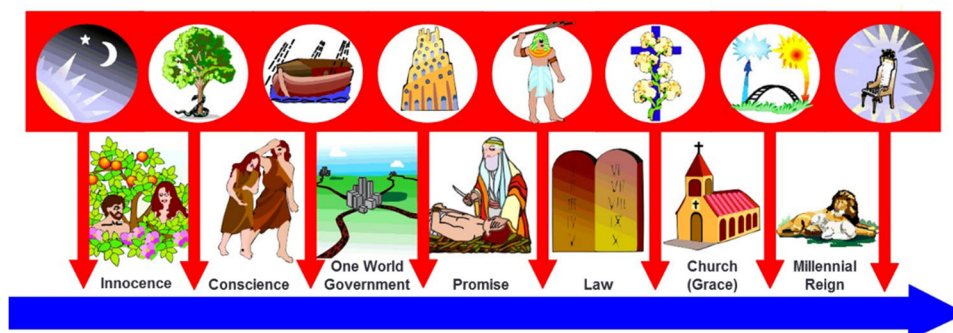 Innocence
Conscience
One World
Government
Promise
Law
Church
(Grace)
Millennial
Reign